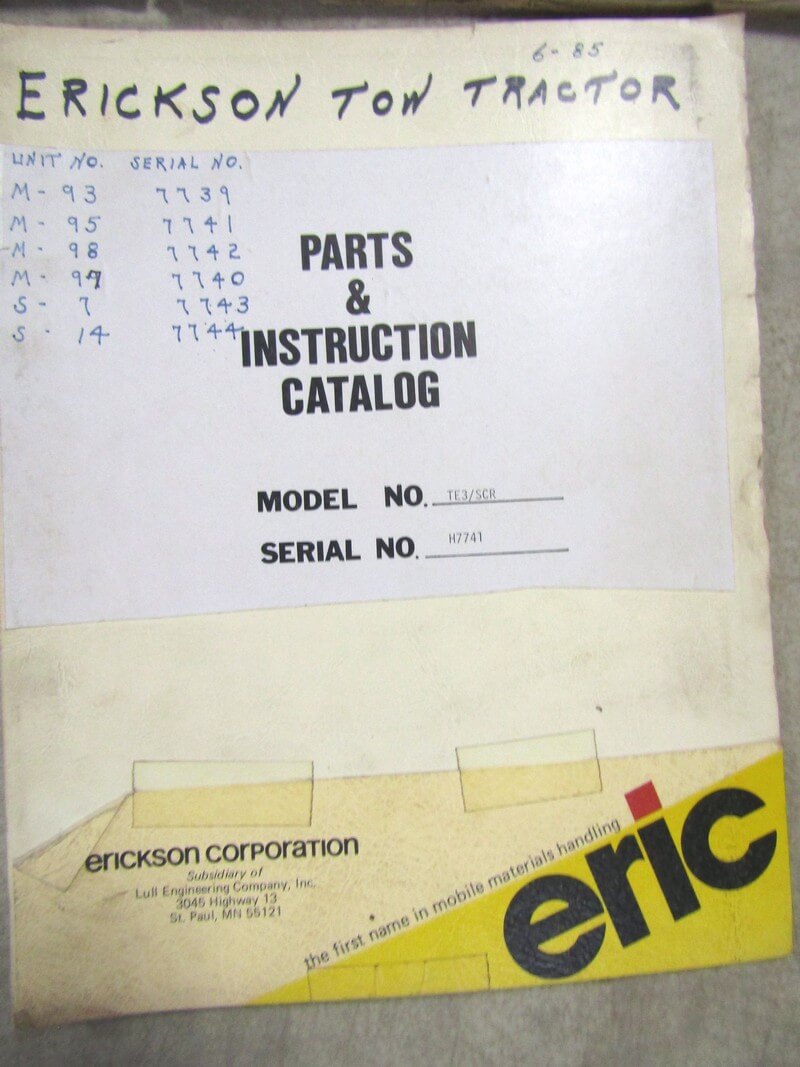 6-85
ERICKSON TOW TRACTOR
UNIT NO. SERIAL NO.
M - 93 7739
M - 95 7741
M - 98 7742
M - 97 7740
S - 7 7743
S - 14 7744
PARTS
&
INSTRUCTION
CATALOG
MODEL NO. TE3/SCR
SERIAL NO. H7741
erickson corporation
Subsidiary of
Lull Engineering Company, Inc.
3045 Highway 13
St. Paul, MN 55121
the first name in mobile materials handling
eric